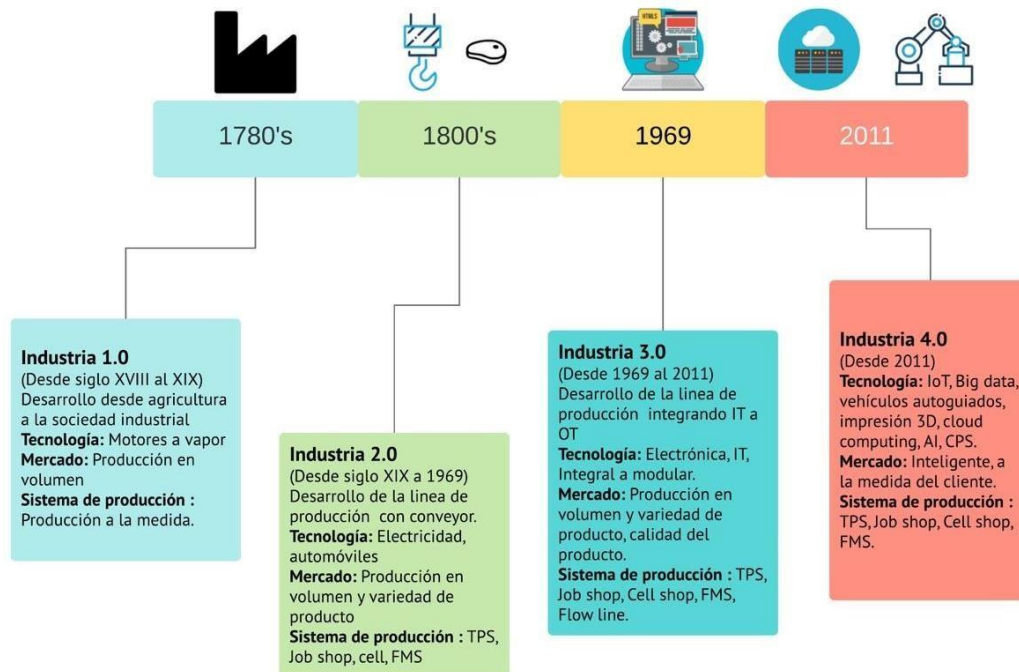 HTML5
1780's
1800's
1969
2011
Industria 1.0
(Desde siglo XVIII al XIX)
Desarrollo desde agricultura
a la sociedad industrial
Tecnología: Motores a vapor
Mercado: Producción en
volumen
Sistema de producción :
Producción a la medida.
Industria 2.0
(Desde siglo XIX a 1969)
Desarrollo de la linea de
producción con conveyor.
Tecnología: Electricidad,
automóviles
Mercado: Producción en
volumen y variedad de
producto
Sistema de producción : TPS,
Job shop, cell, FMS
Industria 3.0
(Desde 1969 al 2011)
Desarrollo de la linea de
producción integrando IT a
OT
Tecnología: Electrónica, IT,
Integral a modular.
Mercado: Producción en
volumen y variedad de
producto, calidad del
producto.
Sistema de producción : TPS,
Job shop, Cell shop, FMS,
Flow line.
Industria 4.0
(Desde 2011)
Tecnología: IoT, Big data,
vehículos autoguiados,
impresión 3D, cloud
computing, AI, CPS.
Mercado: Inteligente, a
la medida del cliente.
Sistema de producción :
TPS, Job shop, Cell shop,
FMS.